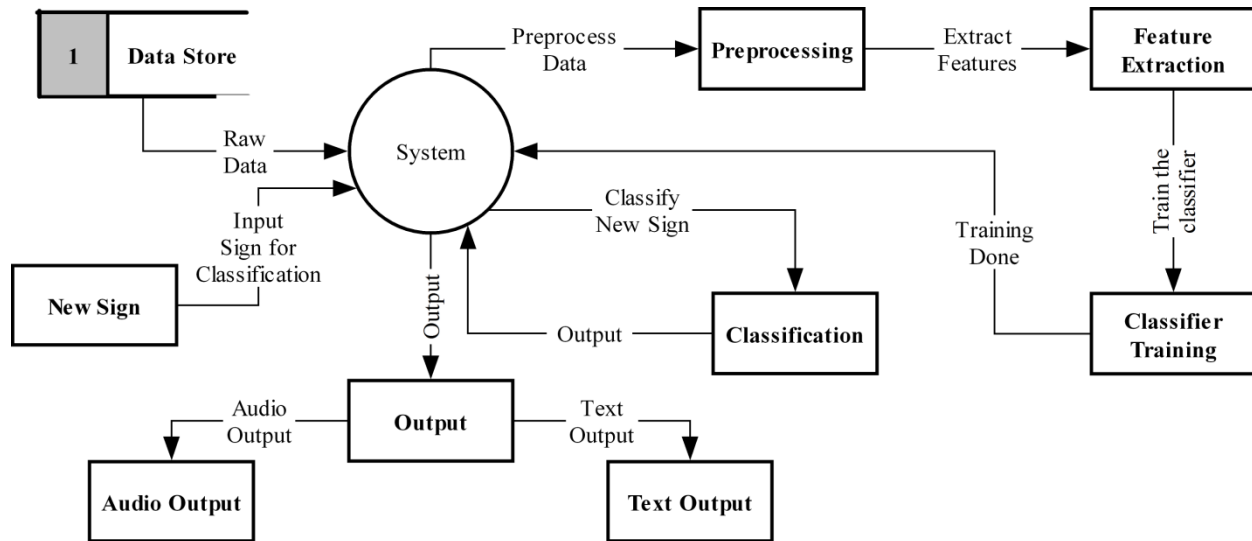 1
Data Store
Preprocess
Data
Preprocessing
Extract
Features
Feature
Extraction
Raw
Data
System
Input
Sign for
Classification
Classify
New Sign
Training
Done
Train the
classifier
New Sign
Output
Output
Classification
Classifier
Training
Audio
Output
Output
Text
Output
Audio Output
Text Output